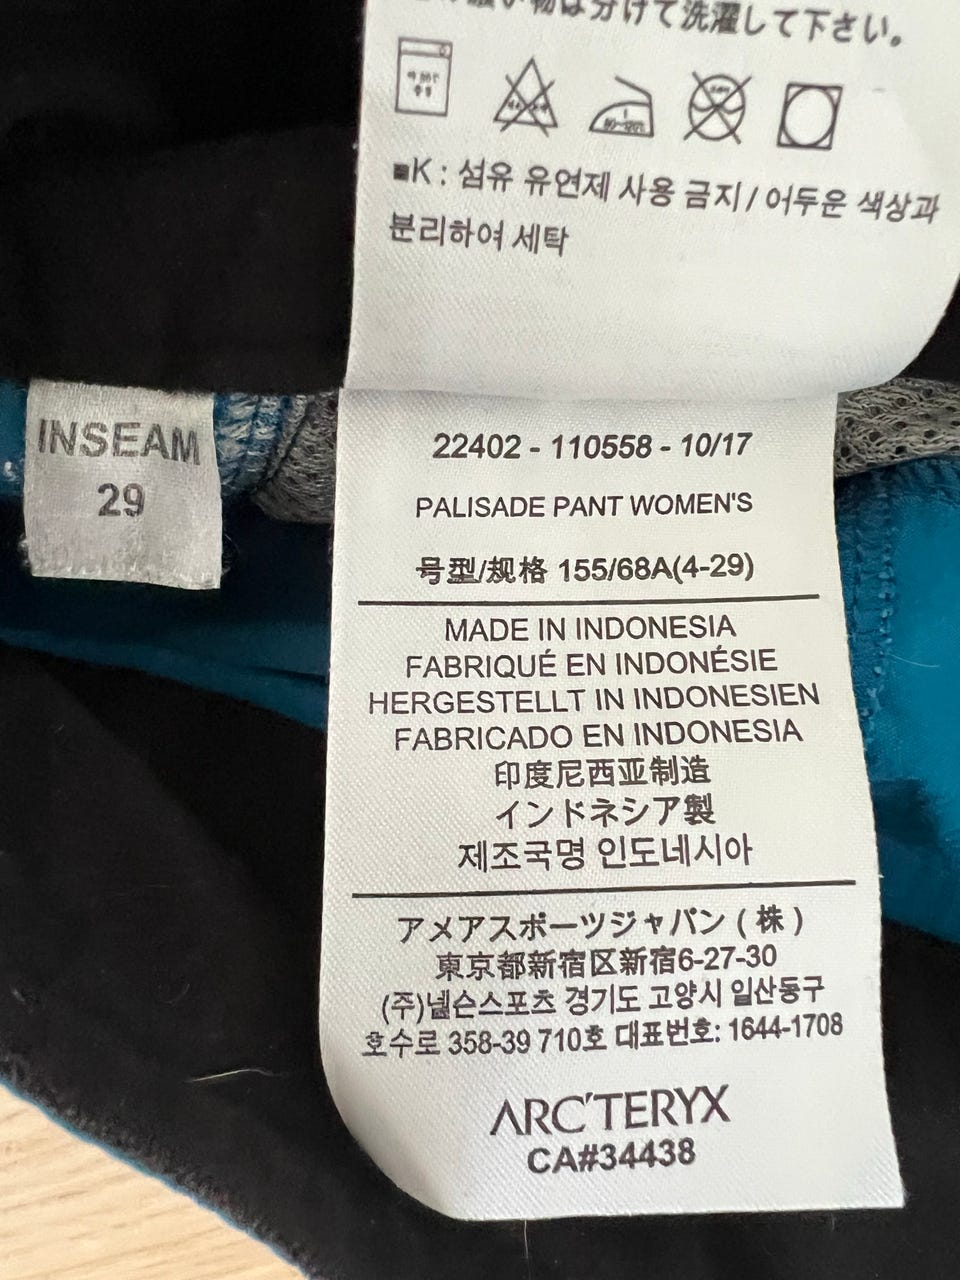 い物は分けて洗濯して下さい。
■K : 섬유 유연제 사용 금지 / 어두운 색상과
분리하여 세탁
INSEAM
29
22402 - 110558 - 10/17
PALISADE PANT WOMEN'S
号型/规格 155/68A(4-29)
MADE IN INDONESIA
FABRIQUÉ EN INDONÉSIE
HERGESTELLT IN INDONESIEN
FABRICADO EN INDONESIA
印度尼西亚制造
インドネシア製
제조국명 인도네시아
アメアスポーツジャパン ( 株 )
東京都新宿区新宿6-27-30
(주)넬슨스포츠 경기도 고양시 일산동구
호수로 358-39 710호 대표번호: 1644-1708
ARC'TERYX
CA#34438